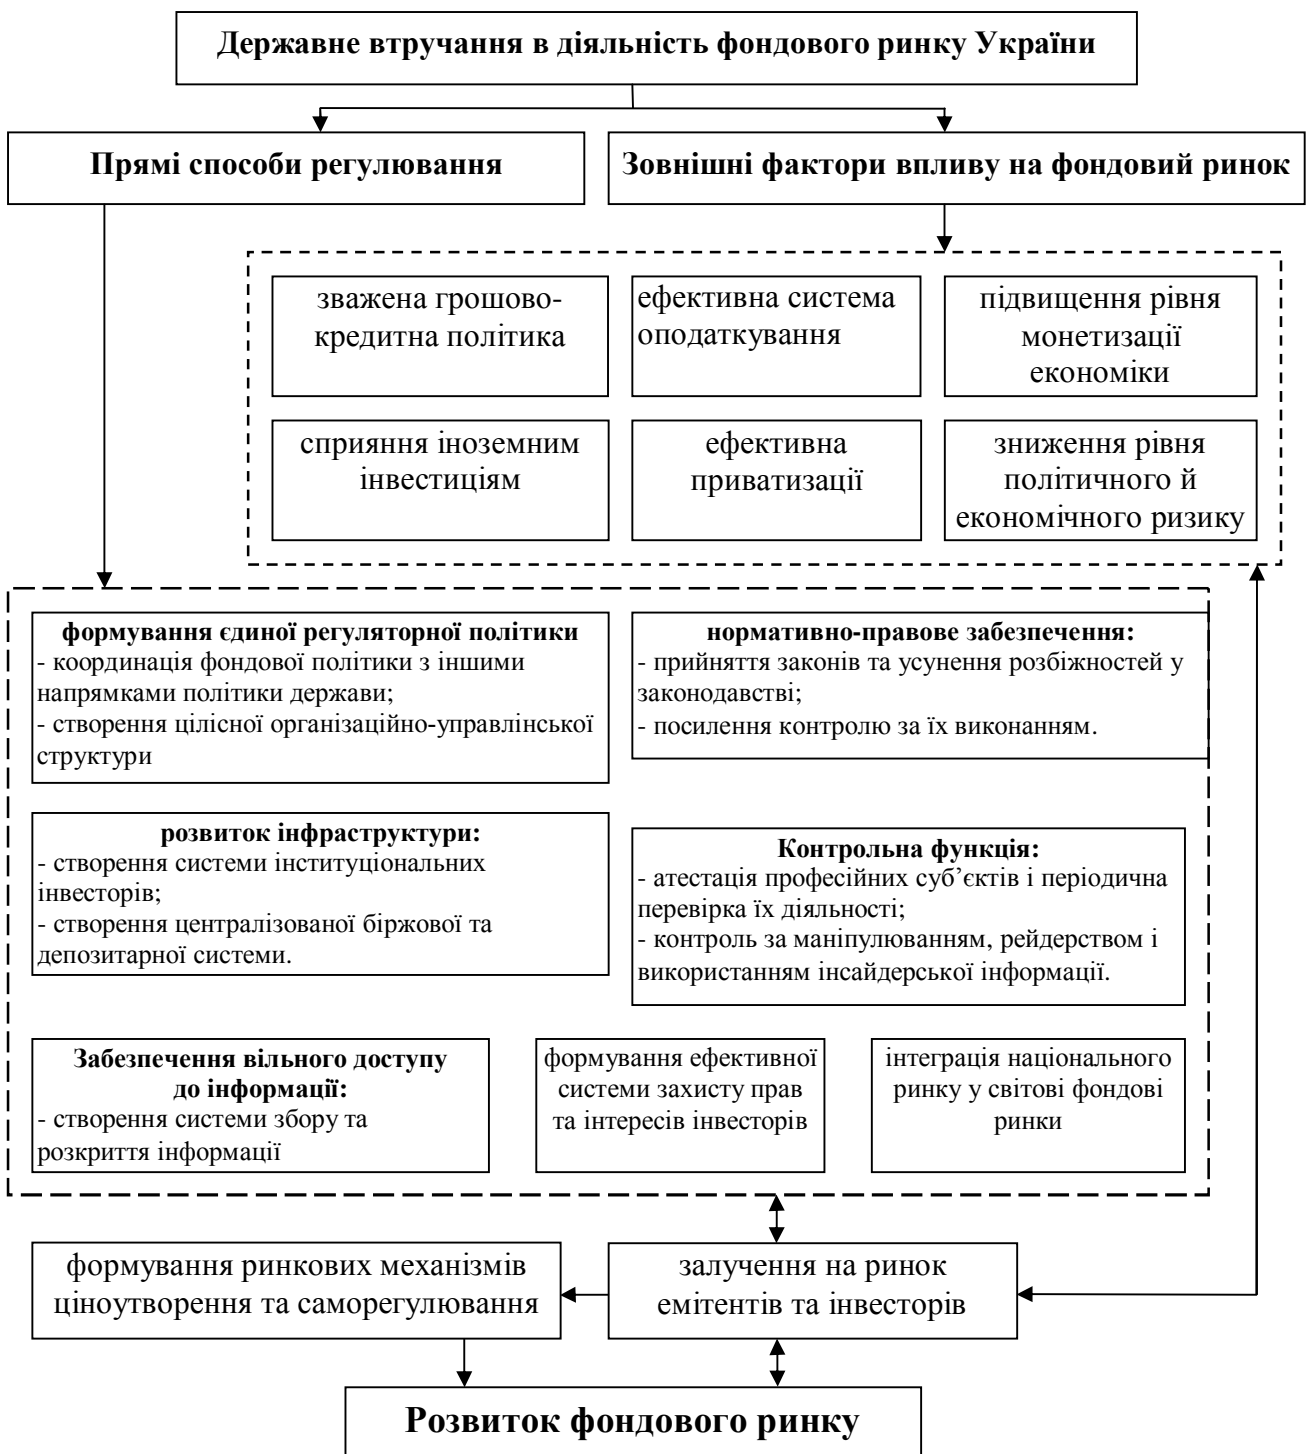 Державне втручання в діяльність фондового ринку України
Прямі способи регулювання
Зовнішні фактори впливу на фондовий ринок
зважена грошово-
кредитна політика
ефективна система
оподаткування
підвищення рівня
монетизації
економіки
сприяння іноземним
інвестиціям
ефективна
приватизації
зниження рівня
політичного й
економічного ризику
формування єдиної регуляторної політики
- координація фондової політики з іншими
напрямками політики держави;
- створення цілісної організаційно-управлінської
структури
нормативно-правове забезпечення:
- прийняття законів та усунення розбіжностей у
законодавстві;
- посилення контролю за їх виконанням.
розвиток інфраструктури:
- створення системи інституціональних
інвесторів;
- створення централізованої біржової та
депозитарної системи.
Контрольна функція:
- атестація професійних суб’єктів і періодична
перевірка їх діяльності;
- контроль за маніпулюванням, рейдерством і
використанням інсайдерської інформації.
Забезпечення вільного доступу
до інформації:
- створення системи збору та
розкриття інформації
формування ефективної
системи захисту прав
та інтересів інвесторів
інтеграція національного
ринку у світові фондові
ринки
формування ринкових механізмів
ціноутворення та саморегулювання
залучення на ринок
емітентів та інвесторів
Розвиток фондового ринку